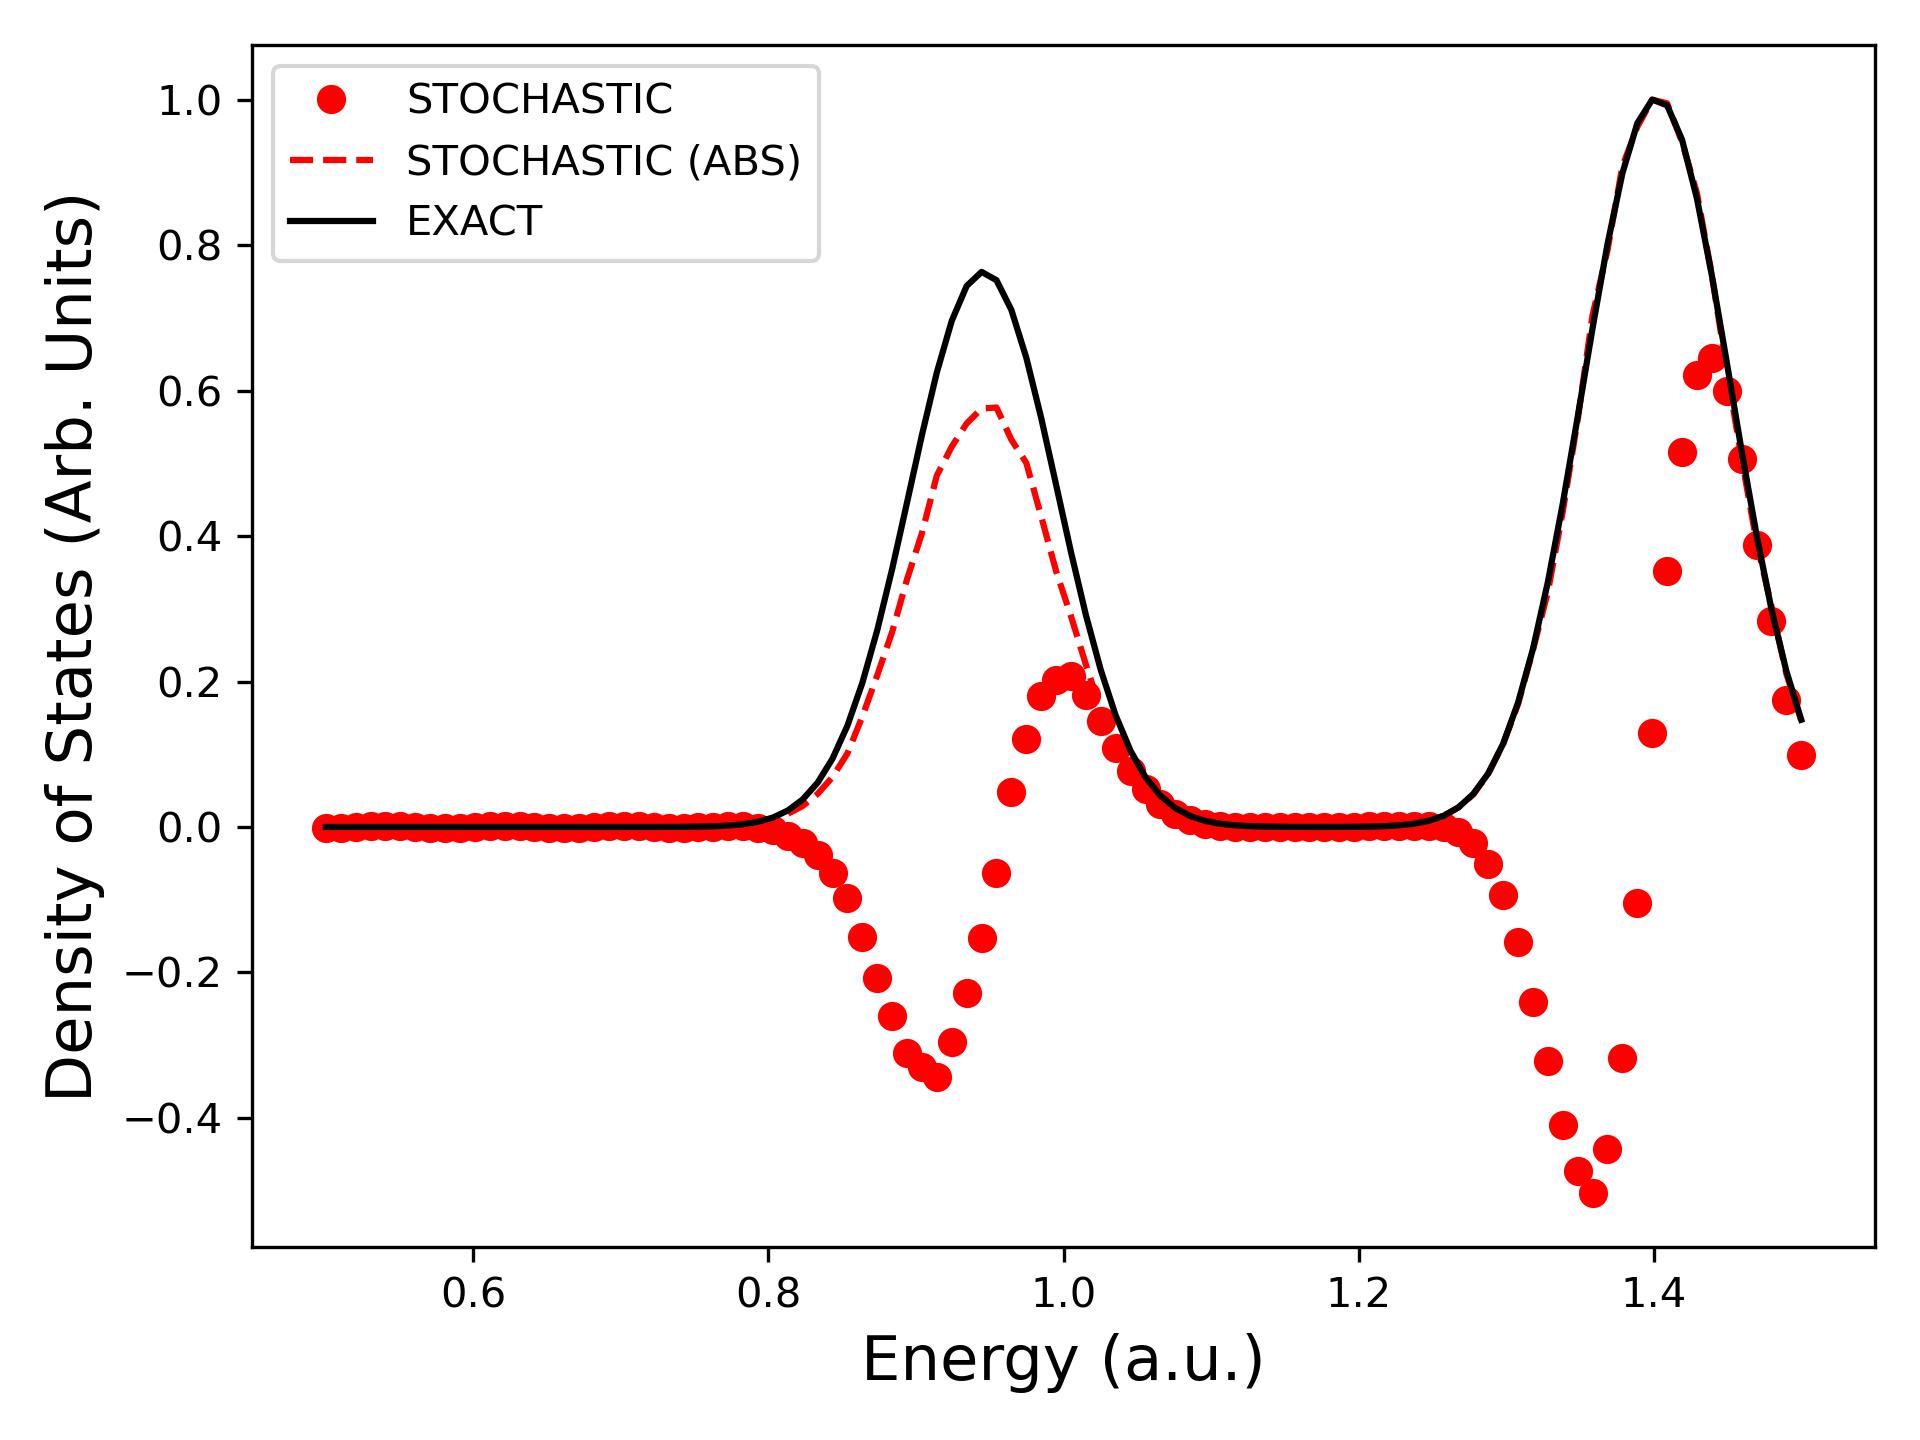 STOCHASTIC
STOCHASTIC (ABS)
EXACT
1.0
0.8
0.6
0.4
0.2
0.0
−0.2
−0.4
Density of States (Arb. Units)
0.6 0.8 1.0 1.2 1.4
Energy (a.u.)